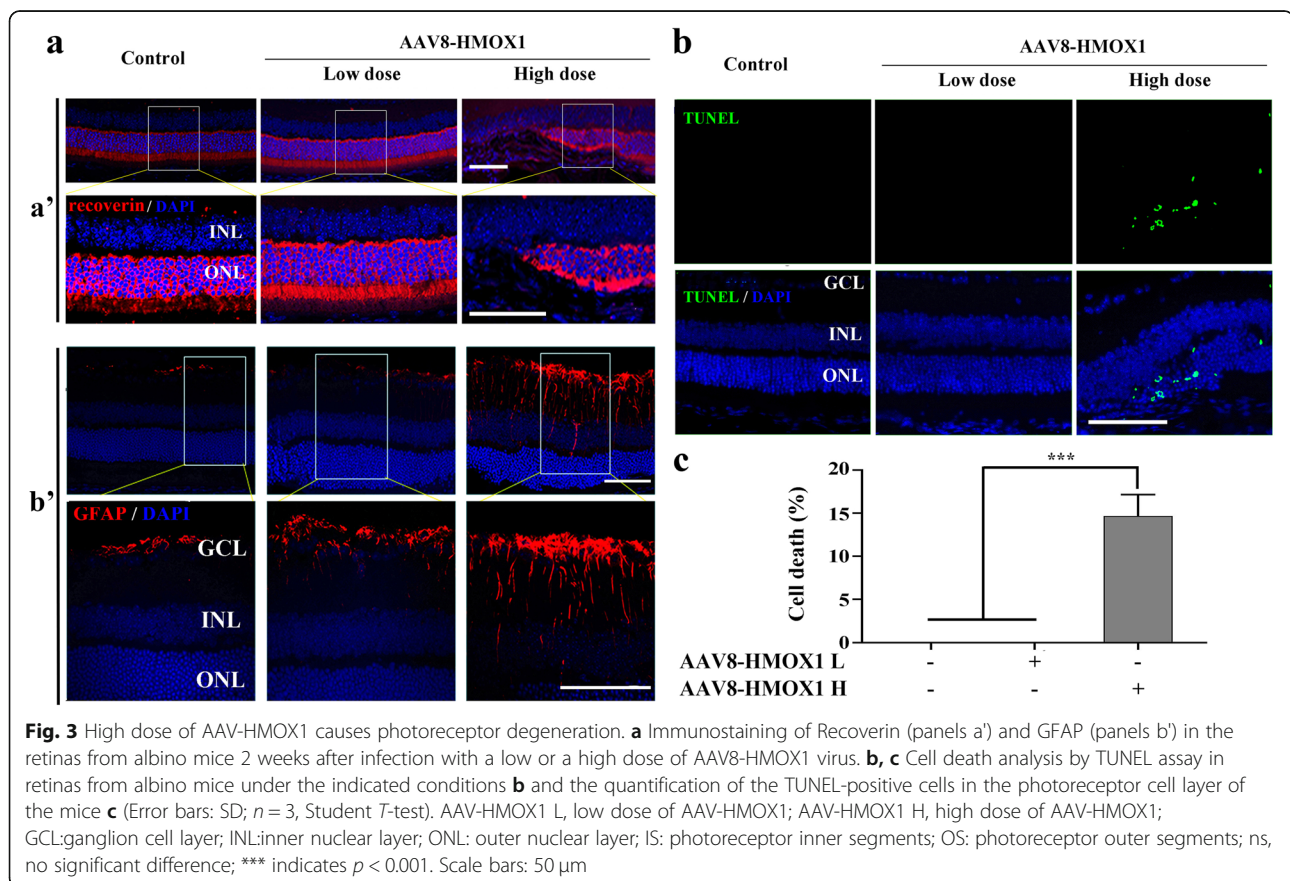 a
Control
AAV8-HMOX1
Low dose
High dose
a'
recoverin / DAPI
INL
ONL
b'
GFAP / DAPI
GCL
INL
ONL
b
Control
AAV8-HMOX1
Low dose
High dose
TUNEL
TUNEL / DAPI
GCL
INL
ONL
c
***
Cell death (%)
20
15
10
5
0
AAV8-HMOX1 L - + -
AAV8-HMOX1 H - - +
Fig. 3 High dose of AAV-HMOX1 causes photoreceptor degeneration. a Immunostaining of Recoverin (panels a') and GFAP (panels b') in the
retinas from albino mice 2 weeks after infection with a low or a high dose of AAV8-HMOX1 virus. b, c Cell death analysis by TUNEL assay in
retinas from albino mice under the indicated conditions b and the quantification of the TUNEL-positive cells in the photoreceptor cell layer of
the mice c (Error bars: SD; n = 3, Student T-test). AAV-HMOX1 L, low dose of AAV-HMOX1; AAV-HMOX1 H, high dose of AAV-HMOX1;
GCL:ganglion cell layer; INL:inner nuclear layer; ONL: outer nuclear layer; IS: photoreceptor inner segments; OS: photoreceptor outer segments; ns,
no significant difference; *** indicates p < 0.001. Scale bars: 50 μm